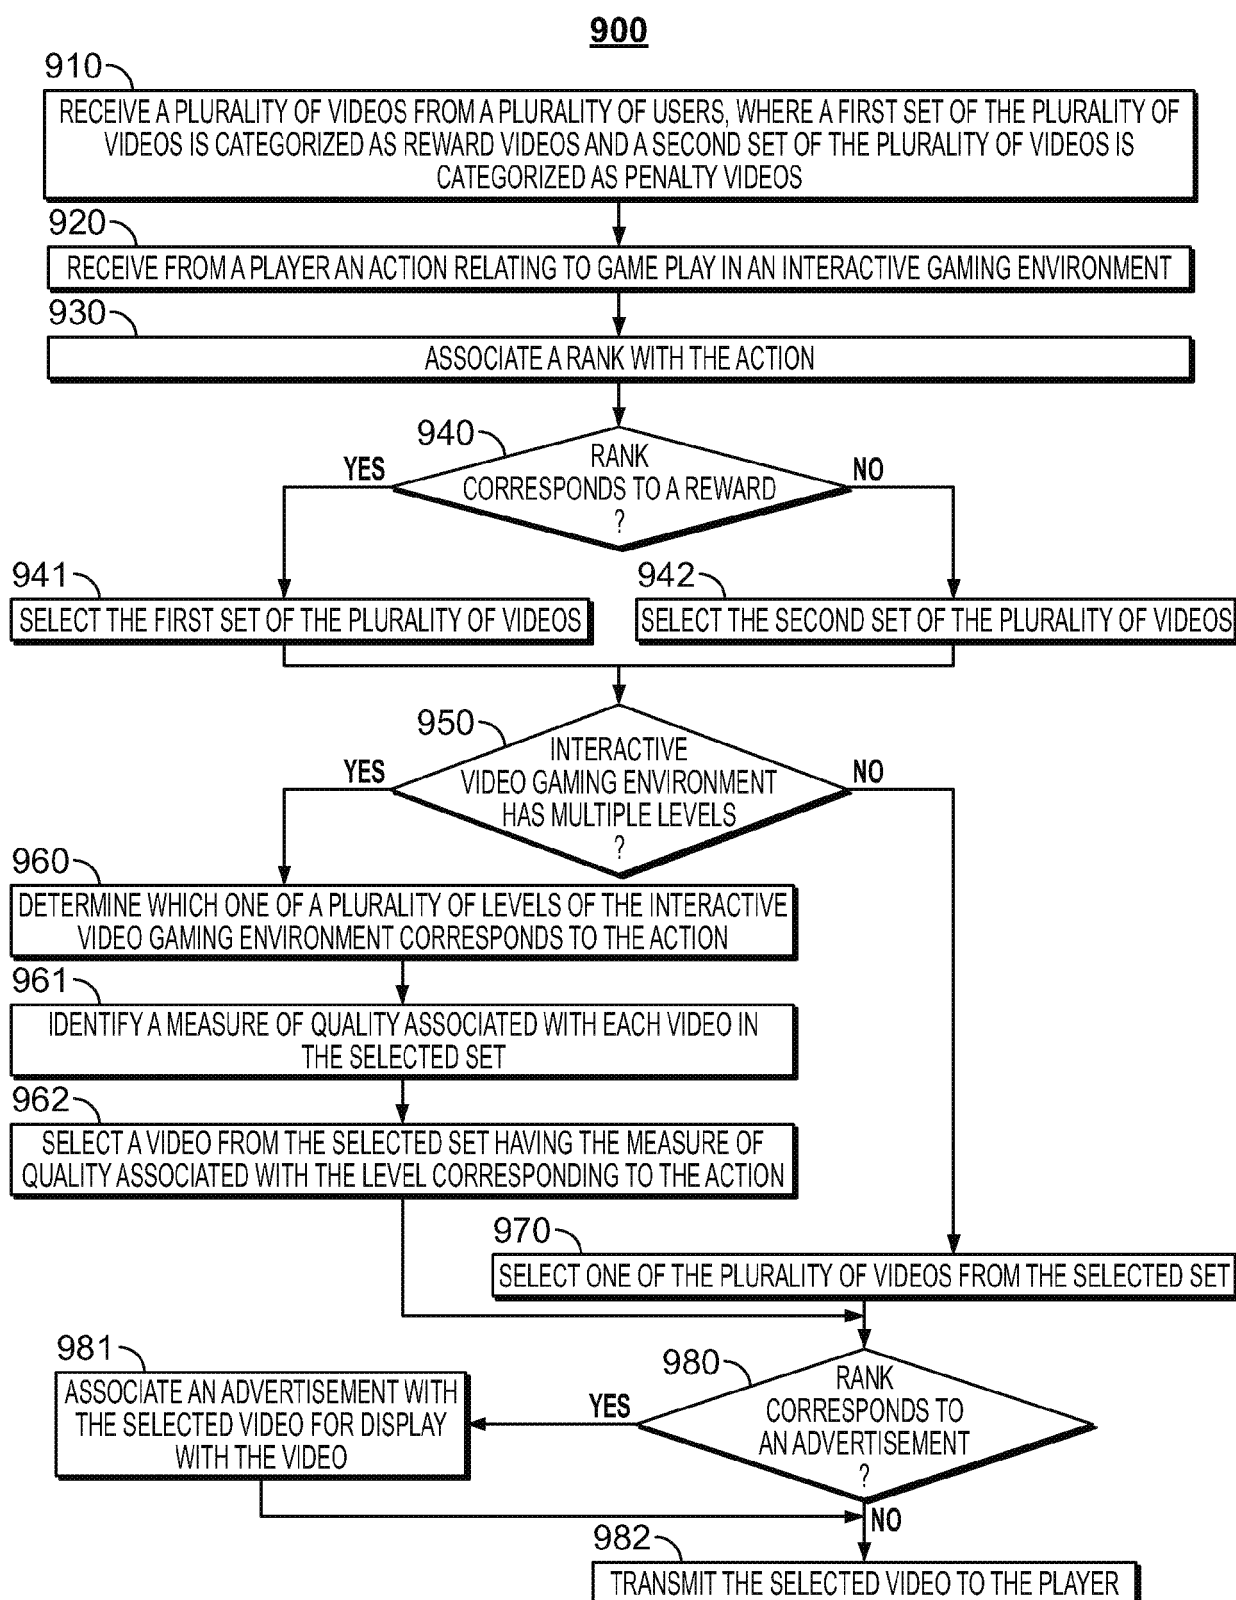 900
910
RECEIVE A PLURALITY OF VIDEOS FROM A PLURALITY OF USERS, WHERE A FIRST SET OF THE PLURALITY OF
VIDEOS IS CATEGORIZED AS REWARD VIDEOS AND A SECOND SET OF THE PLURALITY OF VIDEOS IS
CATEGORIZED AS PENALTY VIDEOS
920
RECEIVE FROM A PLAYER AN ACTION RELATING TO GAME PLAY IN AN INTERACTIVE GAMING ENVIRONMENT
930
ASSOCIATE A RANK WITH THE ACTION
940
RANK
CORRESPONDS TO A REWARD
?
YES
NO
941
SELECT THE FIRST SET OF THE PLURALITY OF VIDEOS
942
SELECT THE SECOND SET OF THE PLURALITY OF VIDEOS
950
INTERACTIVE
VIDEO GAMING ENVIRONMENT
HAS MULTIPLE LEVELS
?
YES
NO
960
DETERMINE WHICH ONE OF A PLURALITY OF LEVELS OF THE INTERACTIVE
VIDEO GAMING ENVIRONMENT CORRESPONDS TO THE ACTION
961
IDENTIFY A MEASURE OF QUALITY ASSOCIATED WITH EACH VIDEO IN
THE SELECTED SET
962
SELECT A VIDEO FROM THE SELECTED SET HAVING THE MEASURE OF
QUALITY ASSOCIATED WITH THE LEVEL CORRESPONDING TO THE ACTION
970
SELECT ONE OF THE PLURALITY OF VIDEOS FROM THE SELECTED SET
980
RANK
CORRESPONDS TO
AN ADVERTISEMENT
?
YES
NO
981
ASSOCIATE AN ADVERTISEMENT WITH
THE SELECTED VIDEO FOR DISPLAY
WITH THE VIDEO
982
TRANSMIT THE SELECTED VIDEO TO THE PLAYER